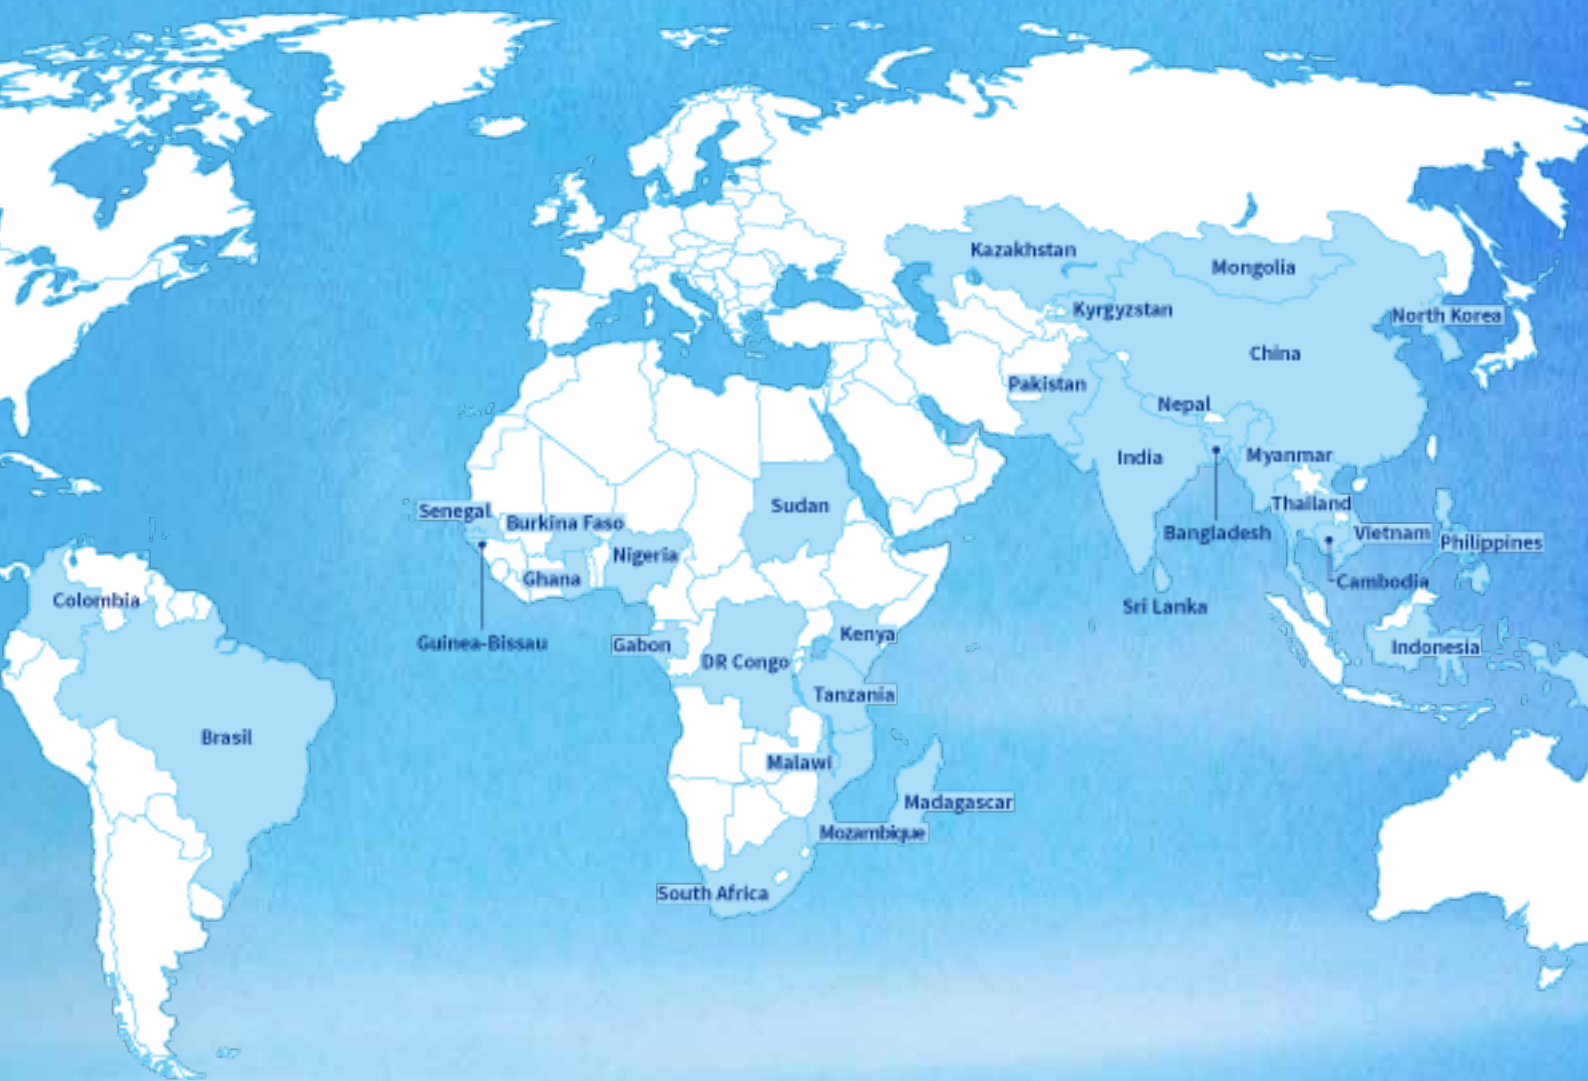 Kazakhstan
Mongolia
Kyrgyzstan
North Korea
China
Pakistan
Nepal
India
Myanmar
Sudan
Thailand
Senegal
Burkina Faso
Bangladesh
Vietnam
Philippines
Nigeria
Ghana
Cambodia
Colombia
Sri Lanka
Kenya
Guinea-Bissau
Gabon
Indonesia
DR Congo
Tanzania
Brasil
Malawi
Madagascar
Mozambique
South Africa